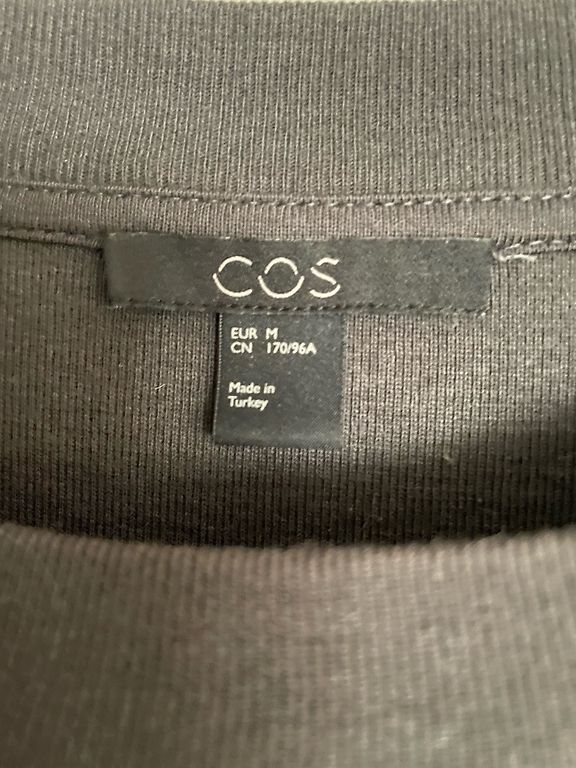 COS
EUR M
CN 170/96A
Made in
Turkey